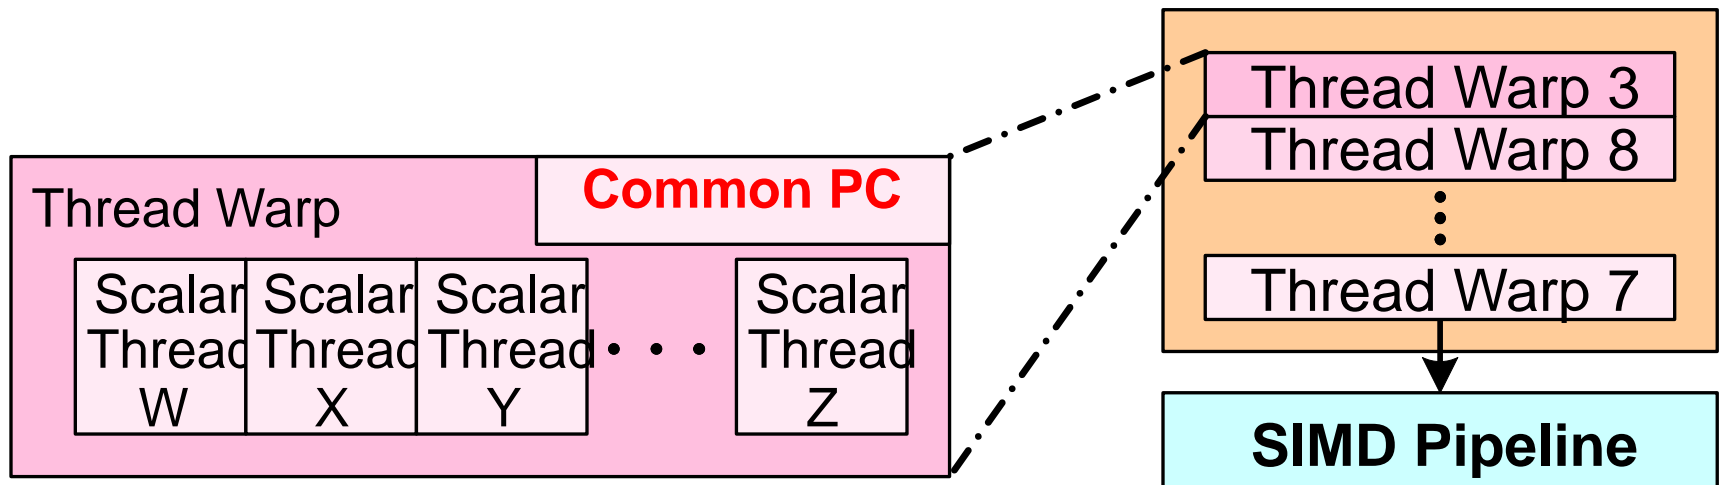 Thread Warp
Common PC
Scalar Thread W
Scalar Thread X
Scalar Thread Y
Scalar Thread Z
Thread Warp 3
Thread Warp 8
Thread Warp 7
SIMD Pipeline